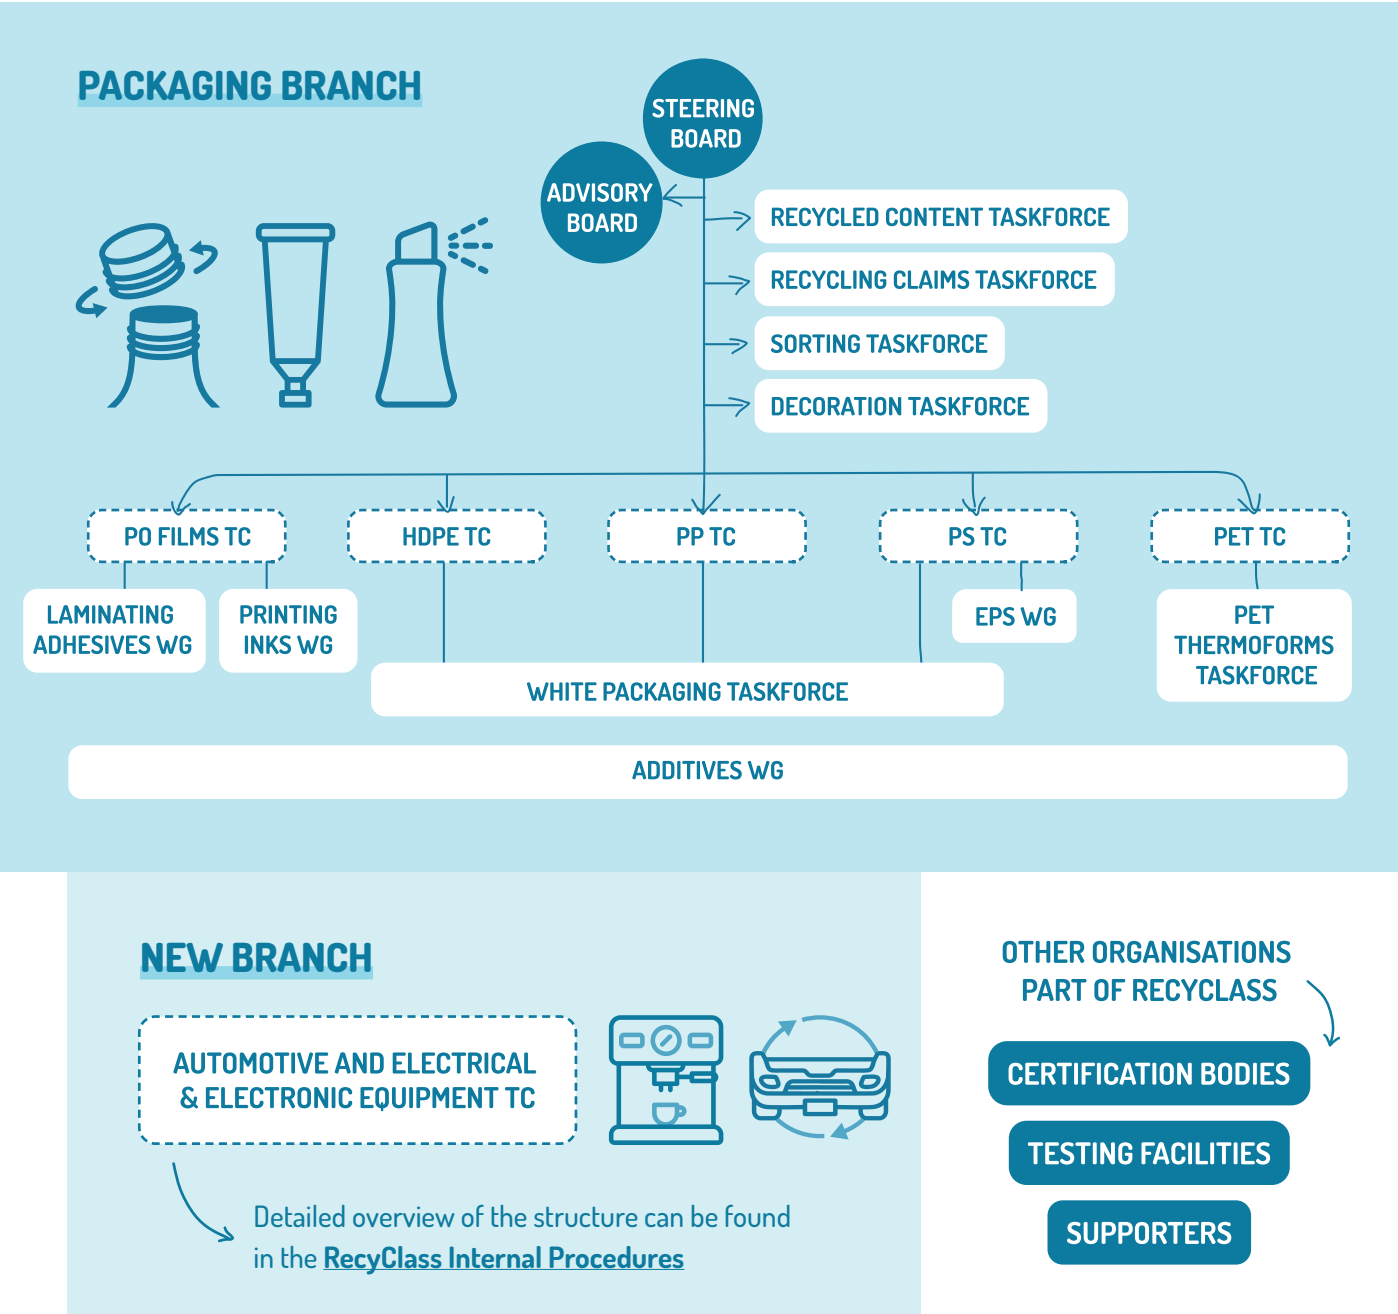 PACKAGING BRANCH
STEERING
BOARD
ADVISORY
BOARD
RECYCLED CONTENT TASKFORCE
RECYCLING CLAIMS TASKFORCE
SORTING TASKFORCE
DECORATION TASKFORCE
PO FILMS TC
HDPE TC
PP TC
PS TC
PET TC
LAMINATING
ADHESIVES WG
PRINTING
INKS WG
EPS WG
PET
THERMOFORMS
TASKFORCE
WHITE PACKAGING TASKFORCE
ADDITIVES WG
NEW BRANCH
AUTOMOTIVE AND ELECTRICAL
& ELECTRONIC EQUIPMENT TC
Detailed overview of the structure can be found
in the RecyClass Internal Procedures
OTHER ORGANISATIONS
PART OF RECYCLASS
CERTIFICATION BODIES
TESTING FACILITIES
SUPPORTERS